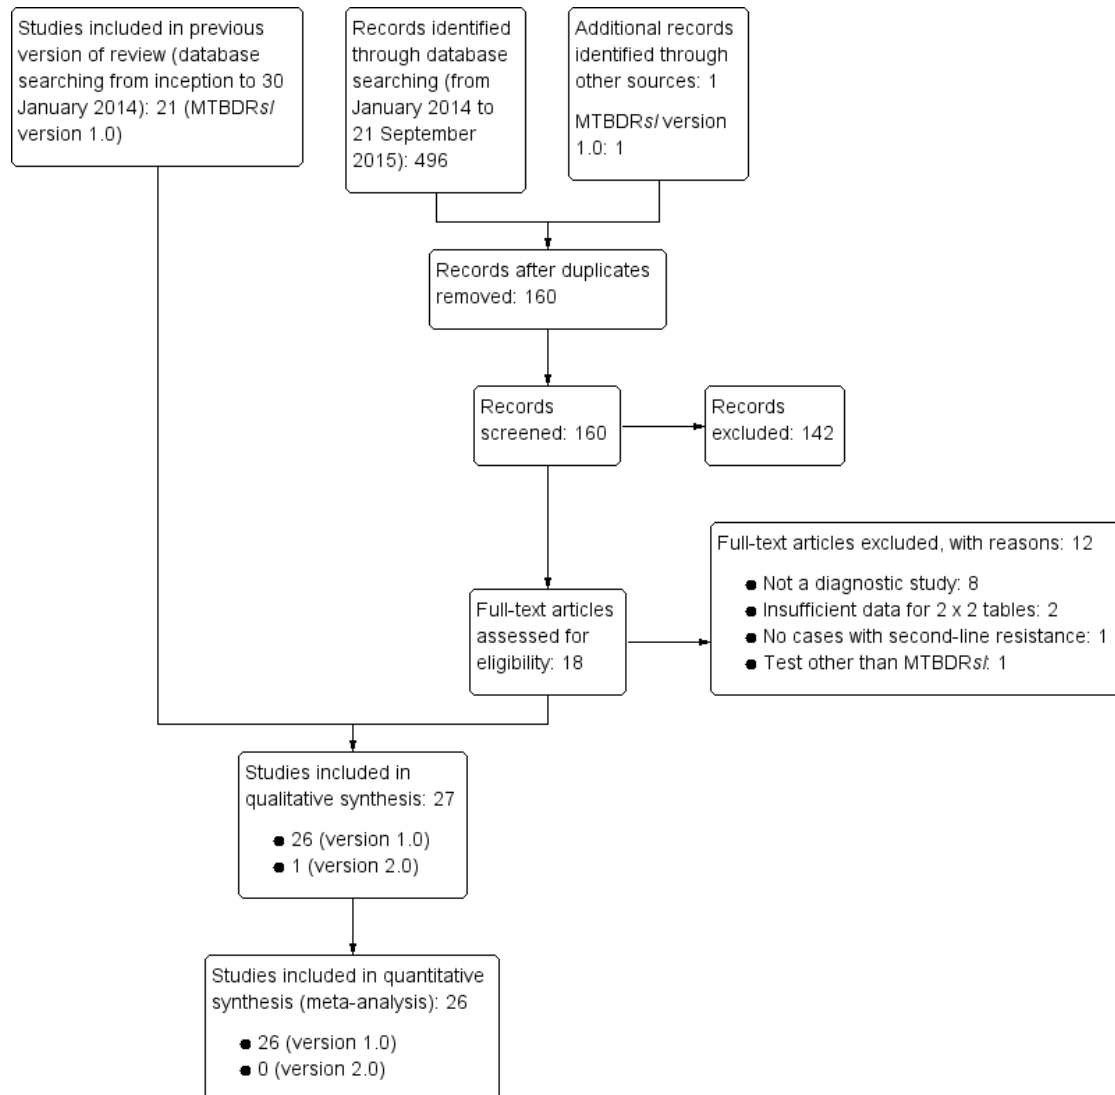 Studies included in previous
version of review (database
searching from inception to 30
January 2014): 21 (MTBDRsl
version 1.0)
Records identified
through database
searching (from
January 2014 to
21 September
2015): 496
Additional records
identified through
other sources: 1
MTBDRsl version
1.0: 1
Records after duplicates
removed: 160
Records
screened: 160
Records
excluded: 142
Full-text articles
assessed for
eligibility: 18
Full-text articles excluded, with reasons: 12
● Not a diagnostic study: 8
● Insufficient data for 2 x 2 tables: 2
● No cases with second-line resistance: 1
● Test other than MTBDRsl: 1
Studies included in
qualitative synthesis: 27
● 26 (version 1.0)
● 1 (version 2.0)
Studies included in quantitative
synthesis (meta-analysis): 26
● 26 (version 1.0)
● 0 (version 2.0)